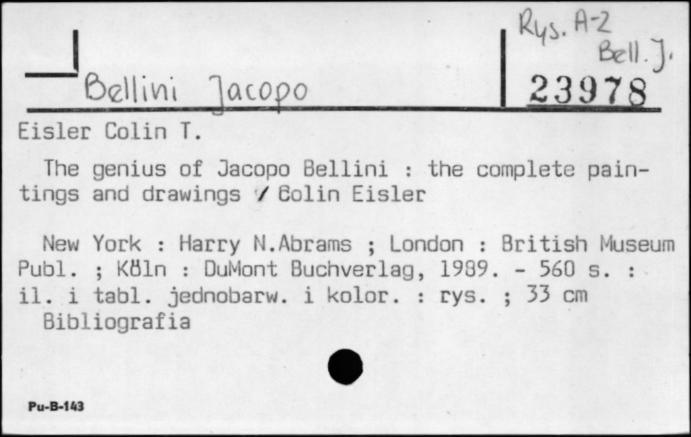 Rys. A-Z
Bell. J.
Bellini Jacopo
23978
Eisler Colin T.
The genius of Jacopo Bellini : the complete pain-
tings and drawings / Colin Eisler
New York : Harry N.Abrams ; London : British Museum
Publ. ; Köln : DuMont Buchverlag, 1989. - 560 s. :
il. i tabl. jednobarw. i kolor. : rys. ; 33 cm
Bibliografia
Pu-B-143